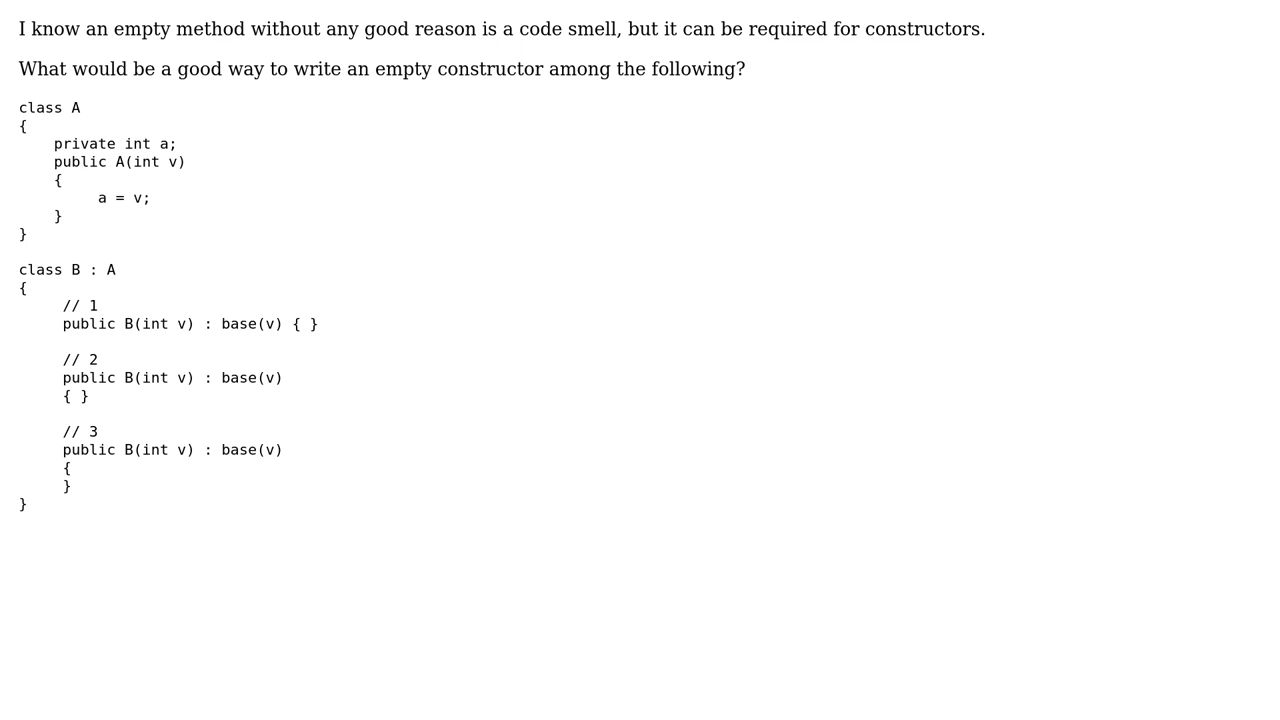 I know an empty method without any good reason is a code smell, but it can be required for constructors.
What would be a good way to write an empty constructor among the following?
class A
{
    private int a;
    public A(int v)
    {
         a = v;
    }
}

class B : A
{
     // 1
     public B(int v) : base(v) { }

     // 2
     public B(int v) : base(v)
     { }

     // 3
     public B(int v) : base(v)
     {
     }
}